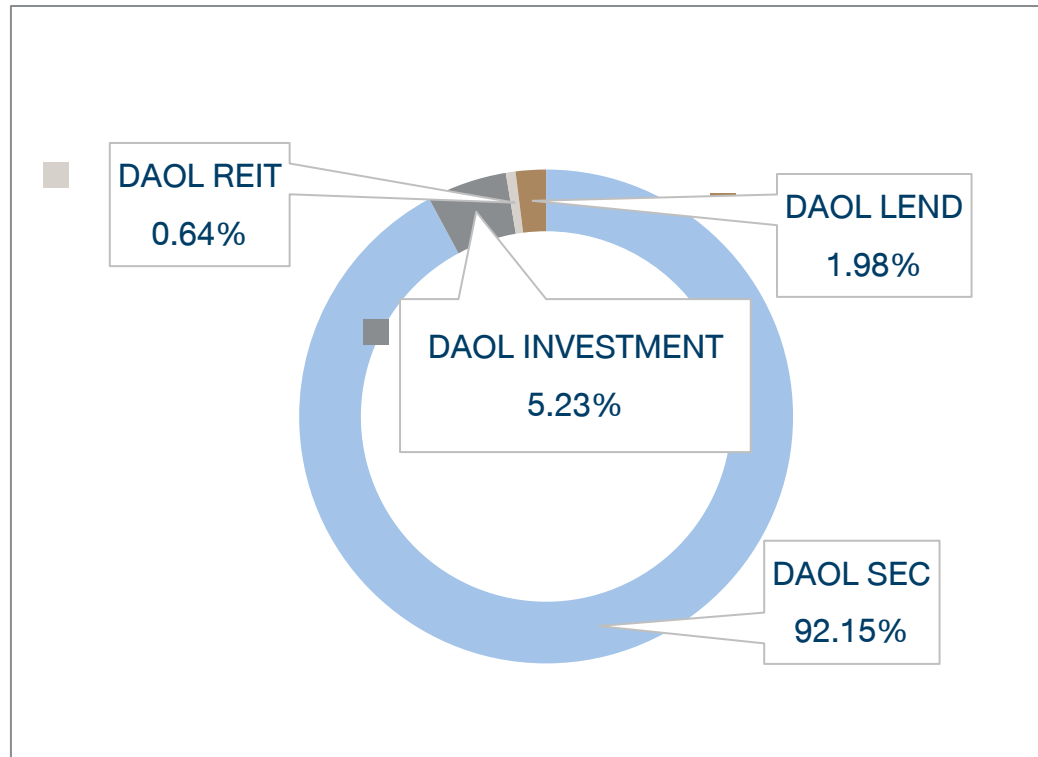 DAOL REIT
0.64%
DAOL LEND
1.98%
DAOL INVESTMENT
5.23%
DAOL SEC
92.15%